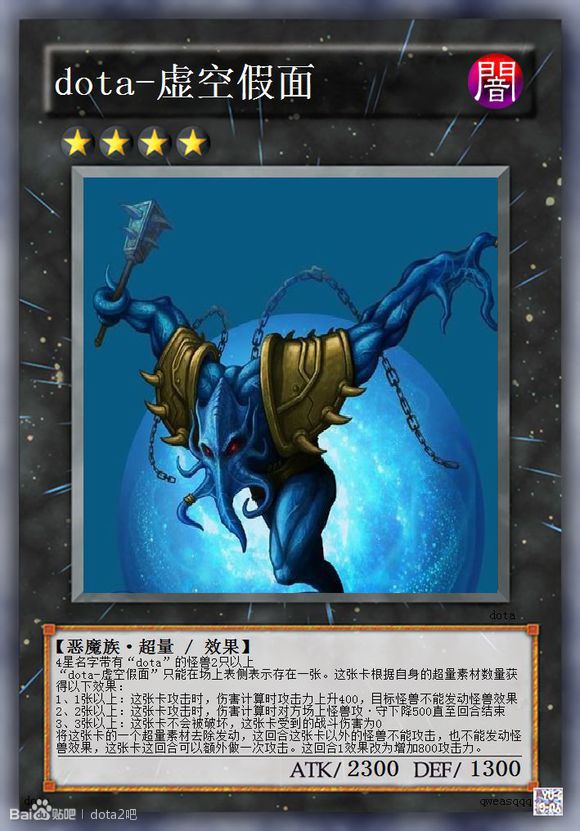 dota-虚空假面
闇
dota
【恶魔族·超量 / 效果】
4星名字带有“dota”的怪兽2只以上
“dota-虚空假面”只能在场上表侧表示存在一张。这张卡根据自身的超量素材数量获
得以下效果:
1、1张以上: 这张卡攻击时，伤害计算时攻击力上升400，目标怪兽不能发动怪兽效果
2、2张以上: 这张卡攻击时，伤害计算时对方场上怪兽攻·守下降500直至回合结束
3、3张以上: 这张卡不会被破坏，这张卡受到的战斗伤害为0
将这张卡的一个超量素材去除发动，这回合这张卡以外的怪兽不能攻击，也不能发动怪
兽效果，这张卡这回合可以额外做一次攻击。这回合1效果改为增加800攻击力。
ATK/ 2300 DEF/ 1300
qweasqqq
Bai 贴吧 | dota2吧